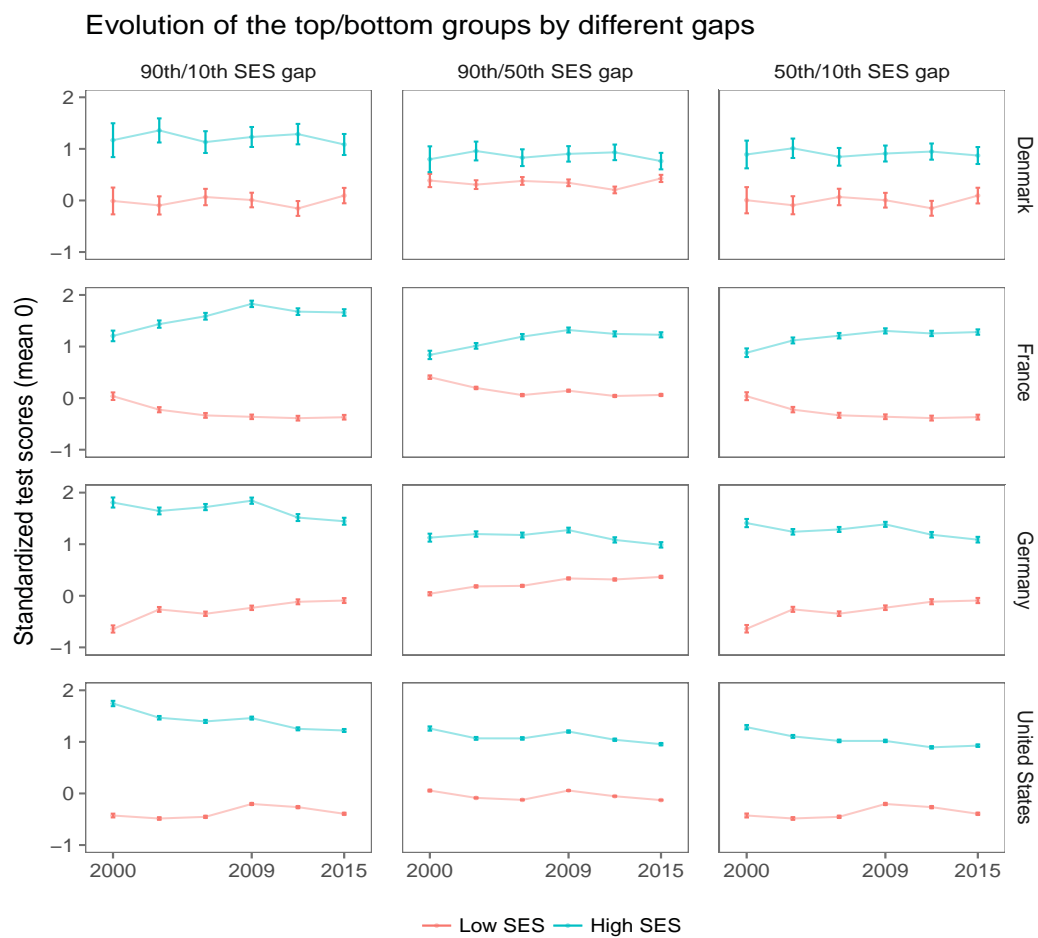 Evolution of the top/bottom groups by different gaps
90th/10th SES gap
90th/50th SES gap
50th/10th SES gap
Standardized test scores (mean 0)
2
1
0
−1
Denmark
2
1
0
−1
France
2
1
0
−1
Germany
2
1
0
−1
United States
2000 2009 2015
2000 2009 2015
2000 2009 2015
Low SES High SES